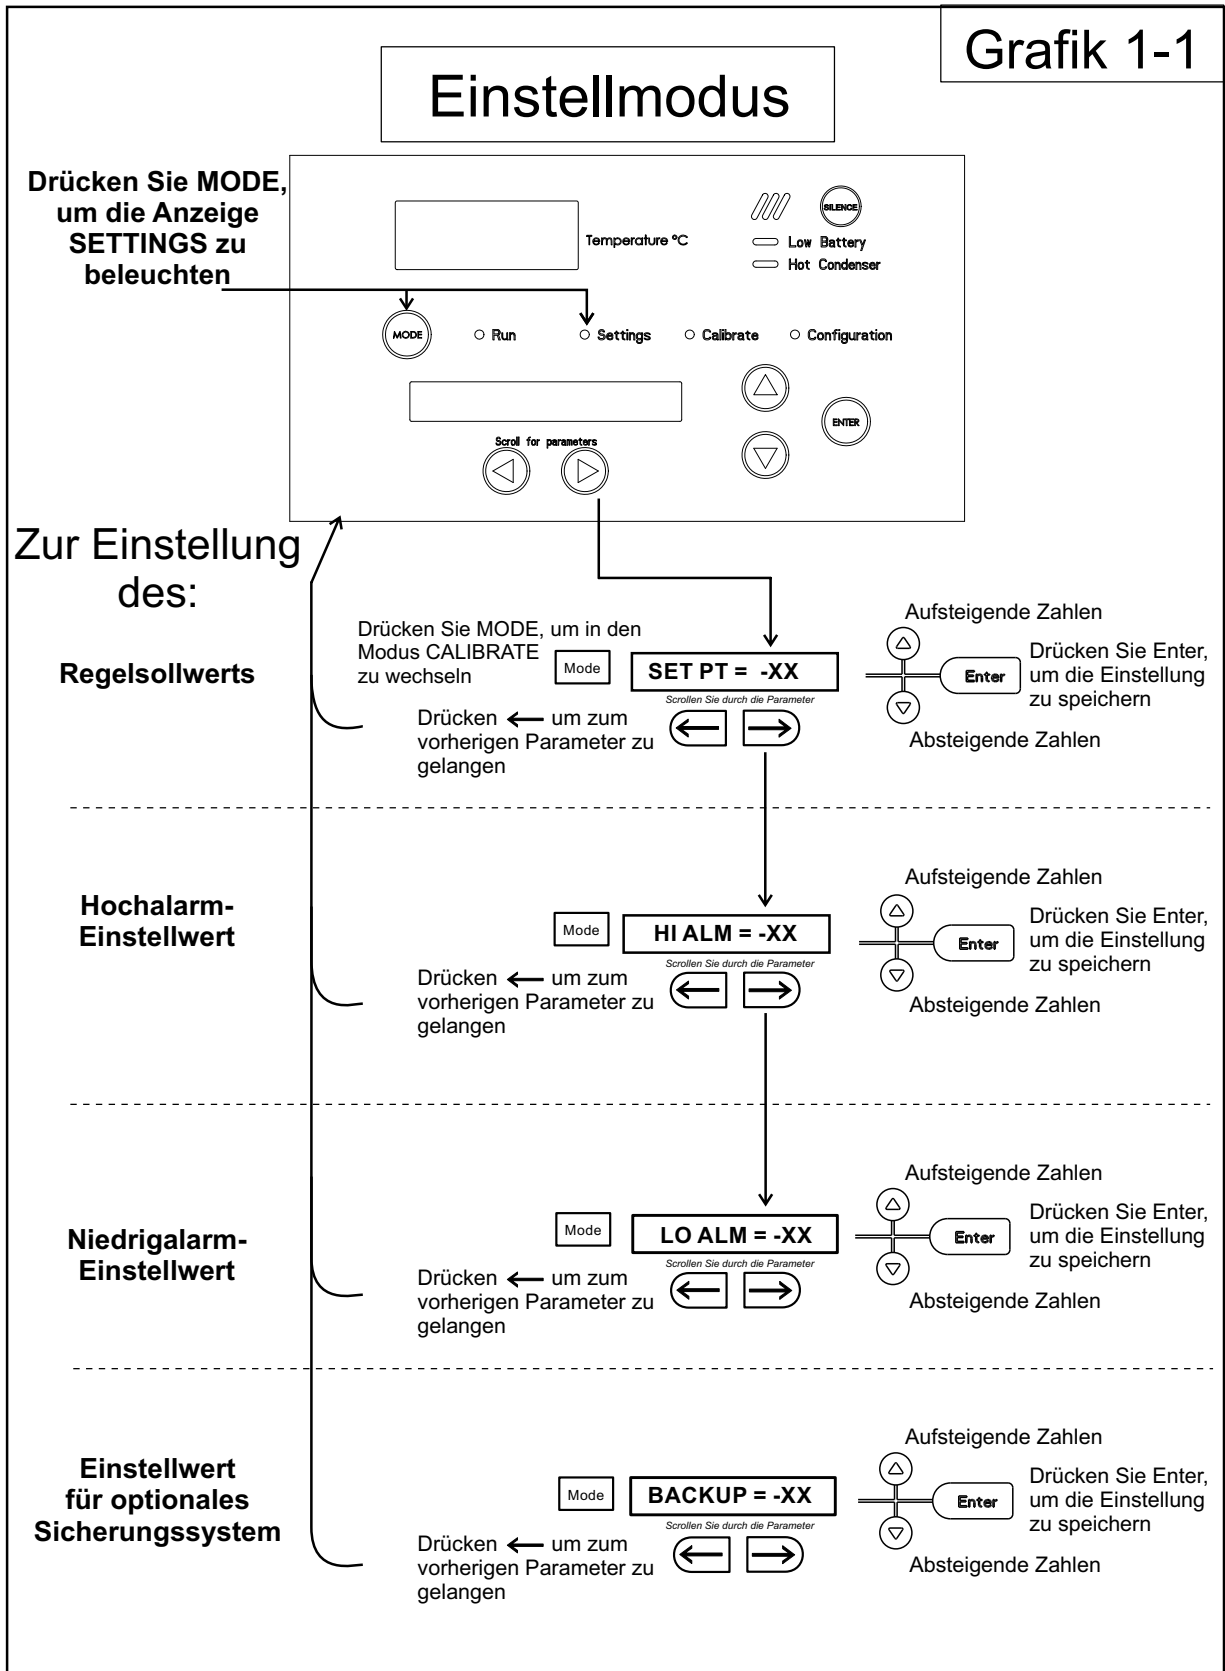 Grafik 1-1
Einstellmodus
Drücken Sie MODE,
um die Anzeige
SETTINGS zu
beleuchten
Temperature °C
SILENCE
Low Battery
Hot Condenser
MODE
Run
Settings
Calibrate
Configuration
ENTER
Scroll for parameters
Zur Einstellung
des:
Regelsollwerts
Drücken Sie MODE, um in den
Modus CALIBRATE
zu wechseln
Mode
SET PT = -XX
Scrollen Sie durch die Parameter
Drücken ← um zum
vorherigen Parameter zu
gelangen
Aufsteigende Zahlen
Enter
Drücken Sie Enter,
um die Einstellung
zu speichern
Absteigende Zahlen
Hochalarm-
Einstellwert
Mode
HI ALM = -XX
Scrollen Sie durch die Parameter
Drücken ← um zum
vorherigen Parameter zu
gelangen
Aufsteigende Zahlen
Enter
Drücken Sie Enter,
um die Einstellung
zu speichern
Absteigende Zahlen
Niedrigalarm-
Einstellwert
Mode
LO ALM = -XX
Scrollen Sie durch die Parameter
Drücken ← um zum
vorherigen Parameter zu
gelangen
Aufsteigende Zahlen
Enter
Drücken Sie Enter,
um die Einstellung
zu speichern
Absteigende Zahlen
Einstellwert
für optionales
Sicherungssystem
Mode
BACKUP = -XX
Scrollen Sie durch die Parameter
Drücken ← um zum
vorherigen Parameter zu
gelangen
Aufsteigende Zahlen
Enter
Drücken Sie Enter,
um die Einstellung
zu speichern
Absteigende Zahlen